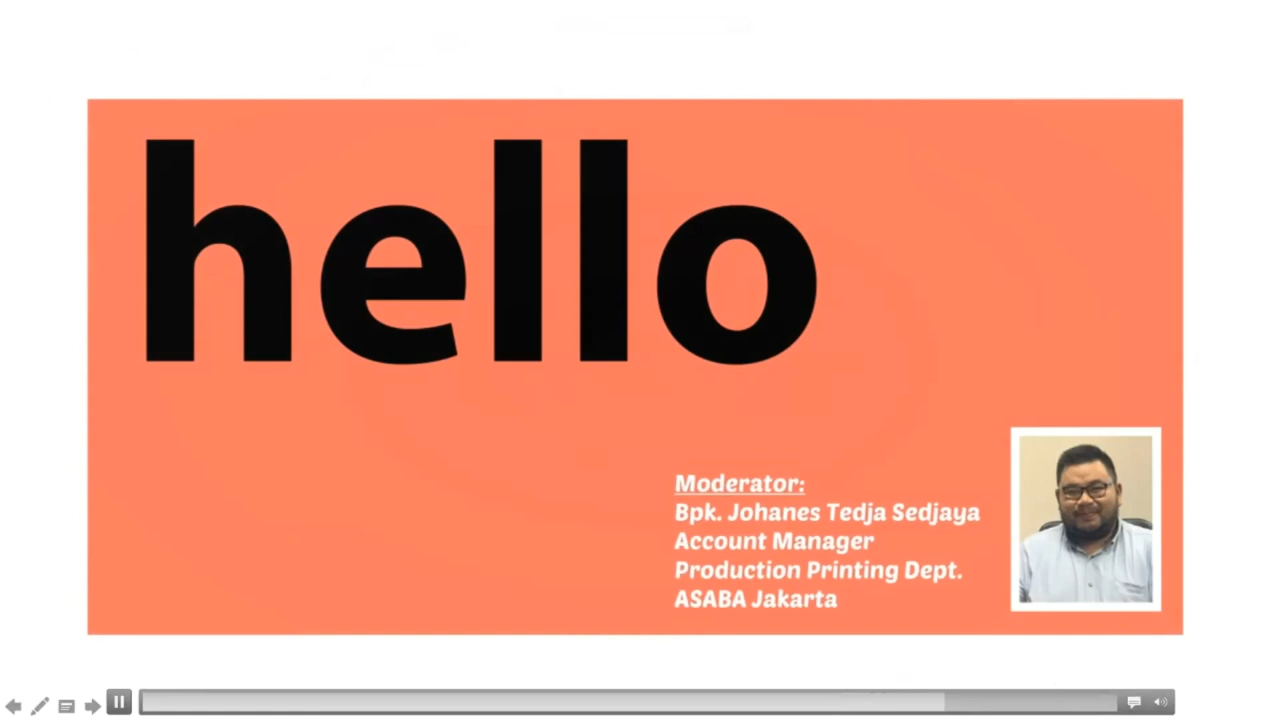 hello
Moderator:
Bpk. Johanes Tedja Sedjaya
Account Manager
Production Printing Dept.
ASABA Jakarta